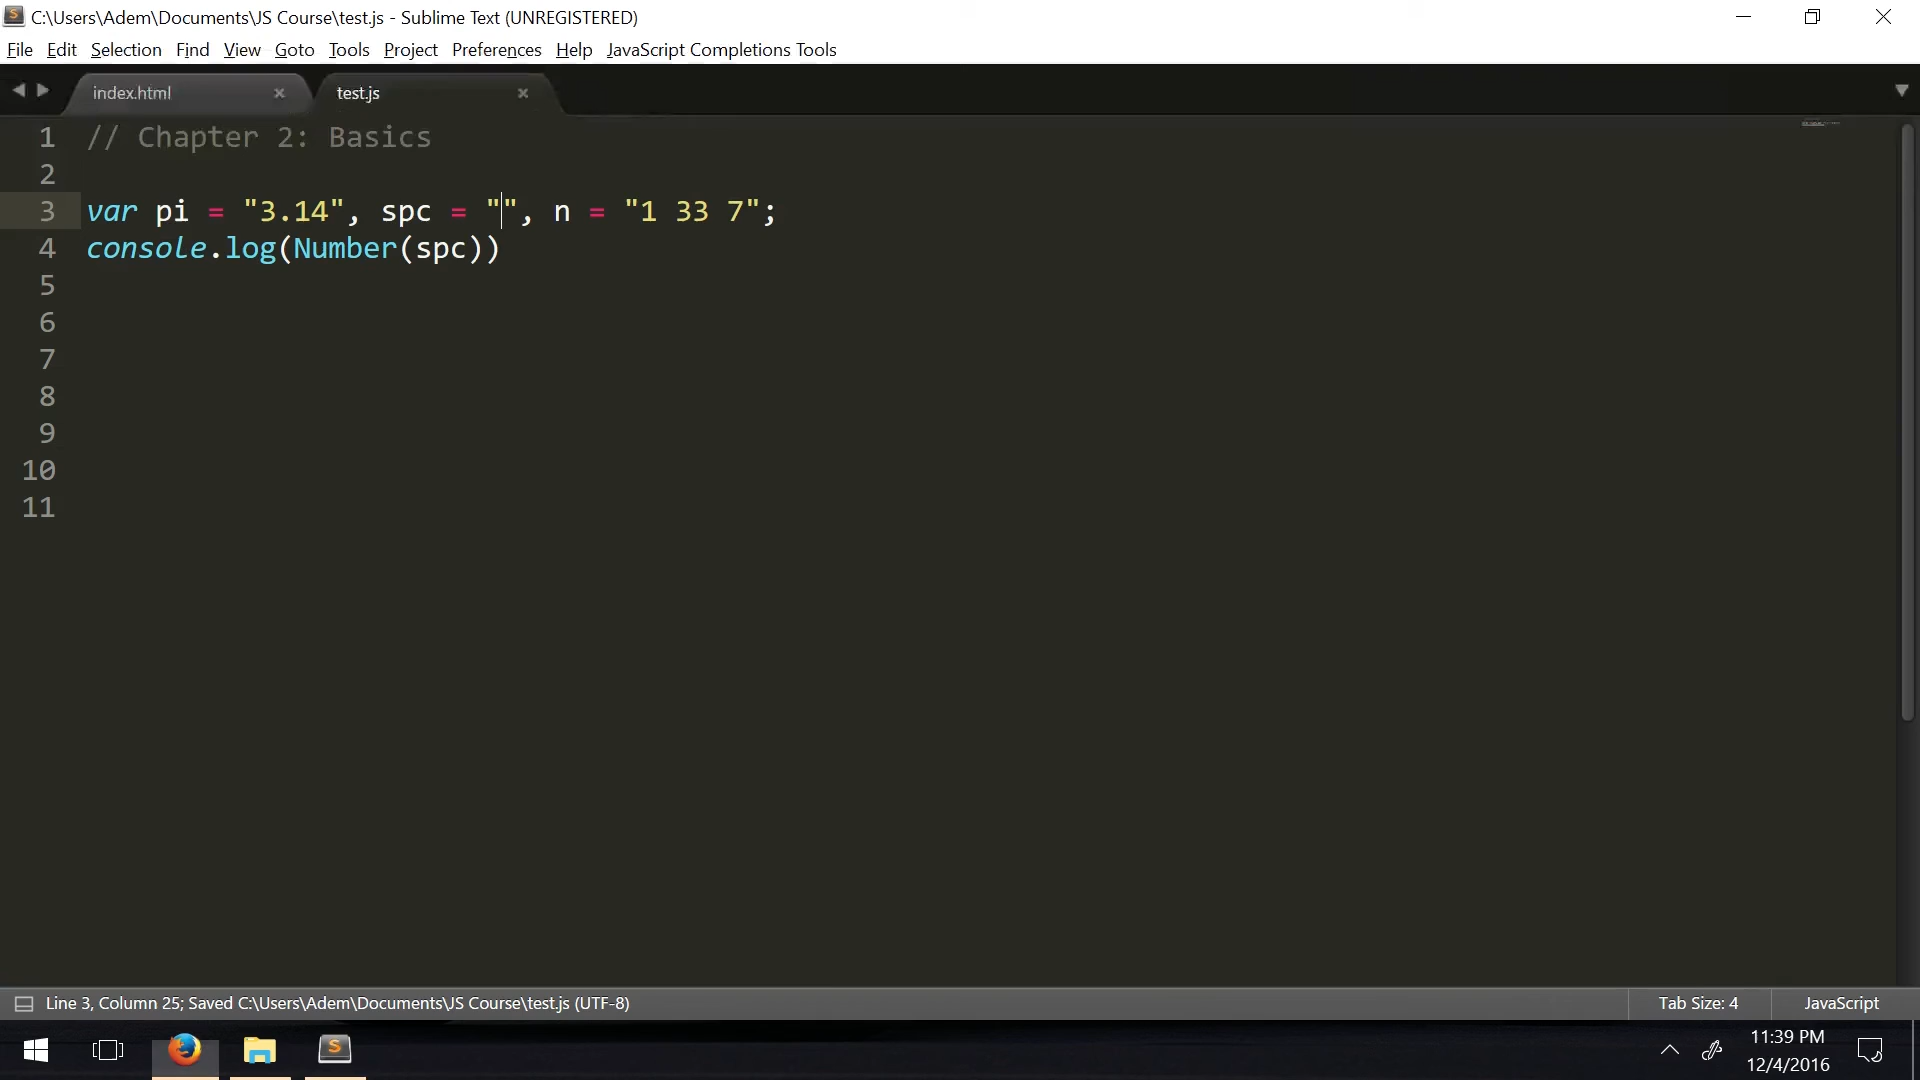 C:\Users\Adem\Documents\JS Course\test.js - Sublime Text (UNREGISTERED)
File Edit Selection Find View Goto Tools Project Preferences Help JavaScript Completions Tools
index.html × test.js ×
1 // Chapter 2: Basics
2
3 var pi = "3.14", spc = "", n = "1 33 7";
4 console.log(Number(spc))
5
6
7
8
9
10
11
Line 3, Column 25; Saved C:\Users\Adem\Documents\JS Course\test.js (UTF-8) Tab Size: 4 JavaScript
11:39 PM
12/4/2016